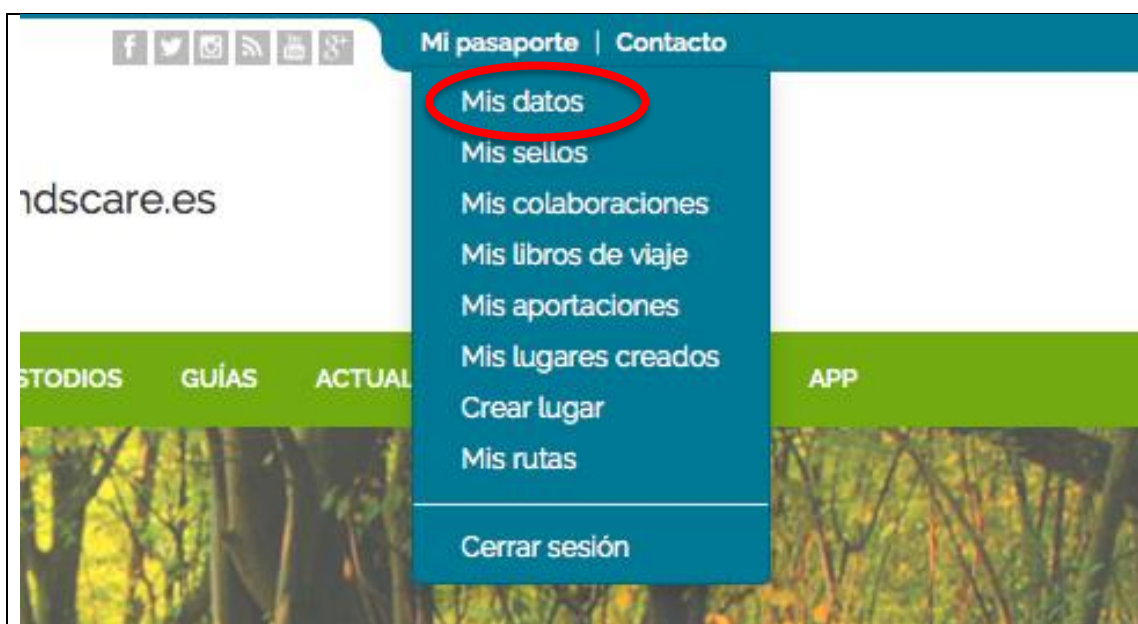 Mi pasaporte | Contacto
Mis datos
Mis sellos
ndscare.es
Mis colaboraciones
Mis libros de viaje
Mis aportaciones
Mis lugares creados
STODIOS GUÍAS ACTUAL APP
Crear lugar
Mis rutas
Cerrar sesión